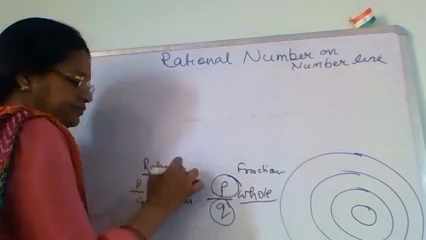 Rational Number on
Number line
Fraction
P whole
q
P